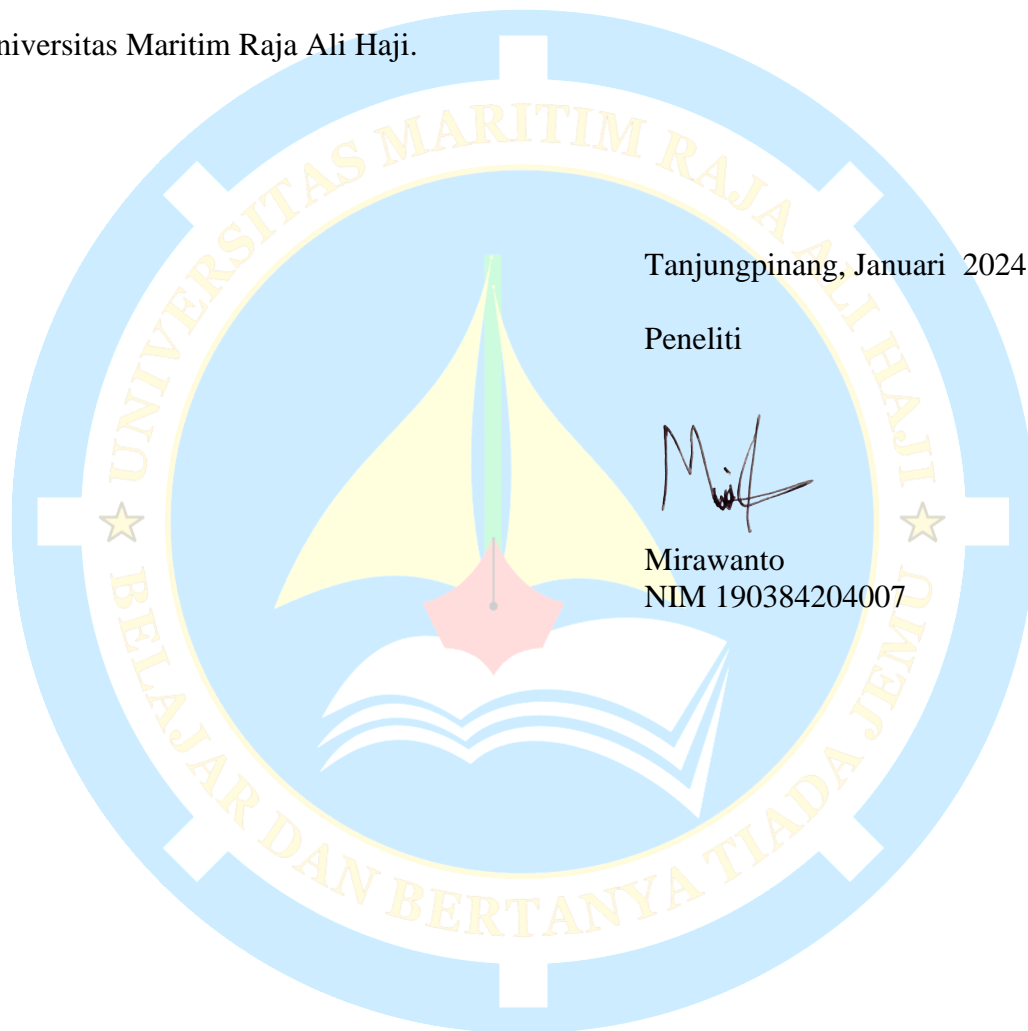 niversitas Maritim Raja Ali Haji.
UNIVERSITAS MARITIM RAJA ALI HAJI
Tanjungpinang, Januari  2024
Peneliti
Mirawanto
NIM 190384204007
BELAJAR DAN BERTANYA TIADA JEMU